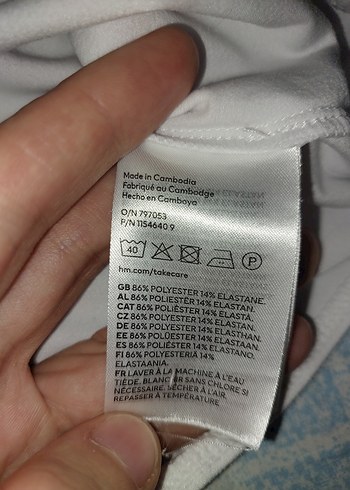 Made in Cambodia
Fabriqué au Cambodge
Hecho en Camboya
O/N 797053
P/N 1154640 9
40
P
hm.com/takecare
GB 86% POLYESTER 14% ELASTANE.
AL 86% POLIESTËR 14% ELASTAN.
CAT 86% POLIÈSTER 14% ELASTÀ.
CZ 86% POLYESTER 14% ELASTAN.
DE 86% POLYESTER 14% ELASTHAN.
EE 86% POLÜESTER 14% ELASTAAN.
ES 86% POLIÉSTER 14% ELASTANO.
FI 86% POLYESTERIÄ 14%
ELASTAANIA.
FR LAVER À LA MACHINE À L'EAU
TIÈDE. BLANCHIR SANS CHLORE SI
NÉCESSAIRE. SÉCHER À L'AIR.
REPASSER À TEMPÉRATURE